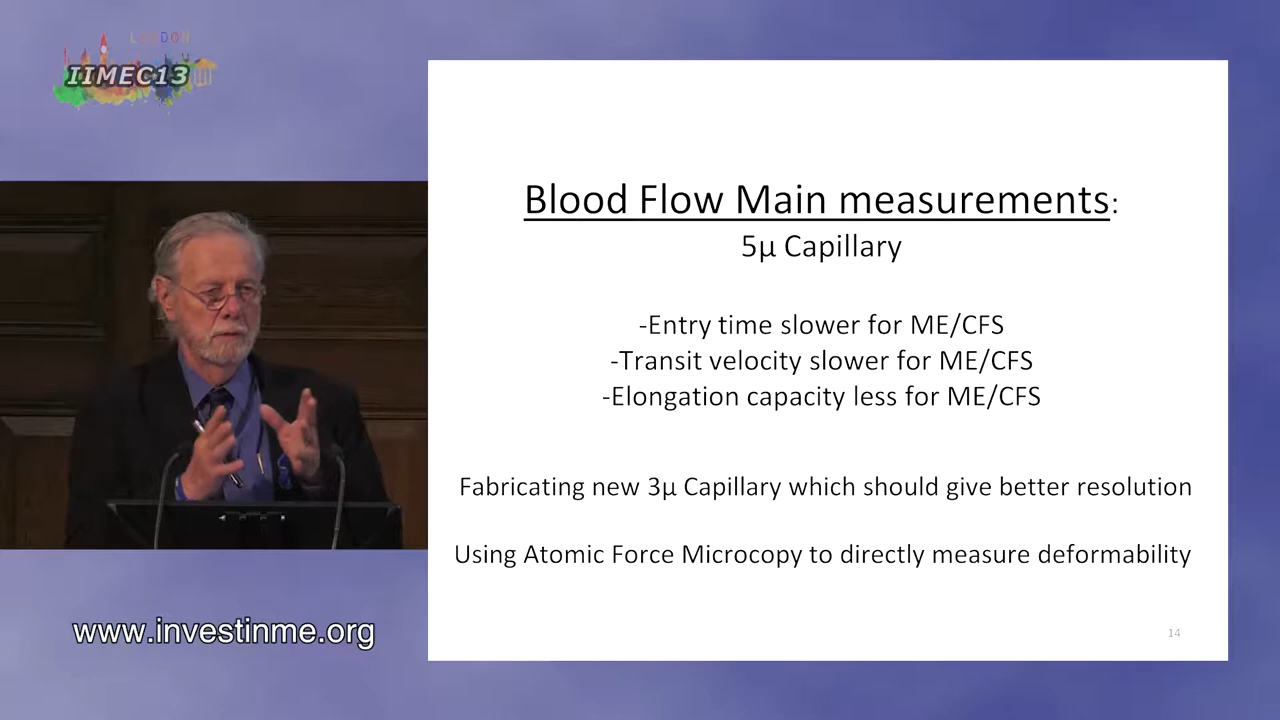 LONDON
IIMEC13
Blood Flow Main measurements:
5µ Capillary
-Entry time slower for ME/CFS
-Transit velocity slower for ME/CFS
-Elongation capacity less for ME/CFS
Fabricating new 3µ Capillary which should give better resolution
Using Atomic Force Microcopy to directly measure deformability
14
www.investinme.org